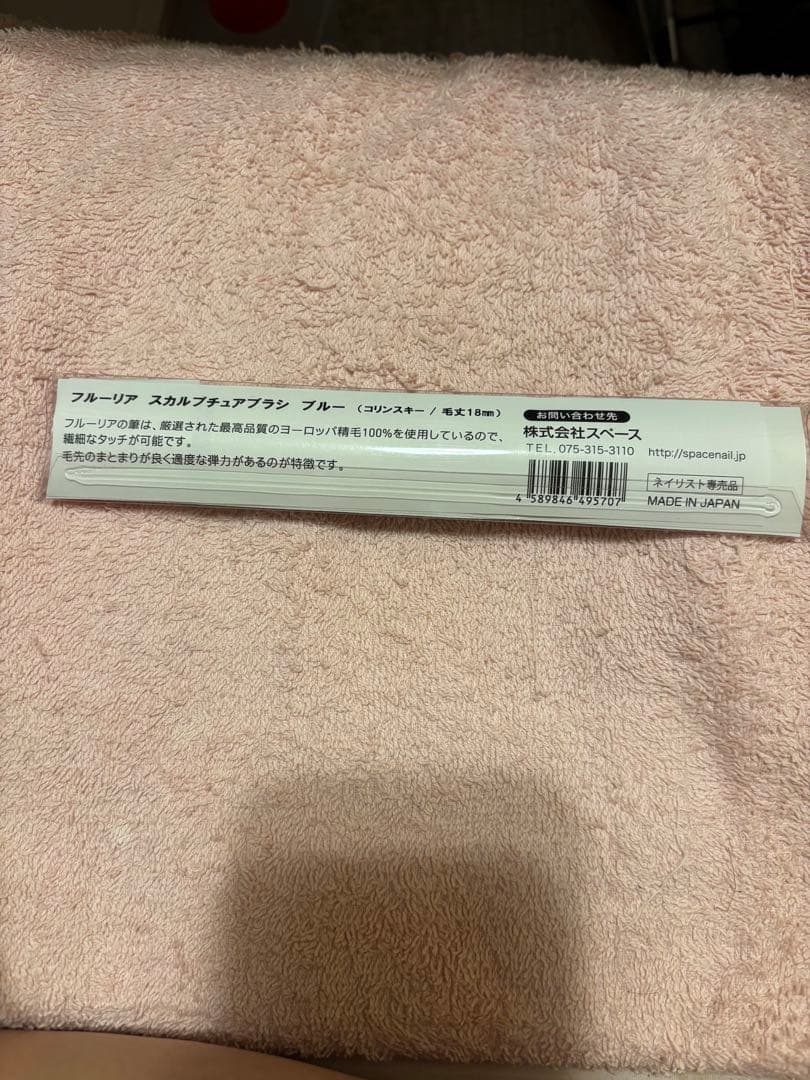 フルーリア スカルプチュアブラシ ブルー (コリンスキー / 毛丈18mm)
フルーリアの筆は、厳選された最高品質のヨーロッパ精毛100%を使用しているので、
繊細なタッチが可能です。
毛先のまとまりが良く適度な弾力があるのが特徴です。
お問い合わせ先
株式会社スペース
TEL. 075-315-3110 http://spacenail.jp
4 589846 495707
ネイリスト専売品
MADE IN JAPAN